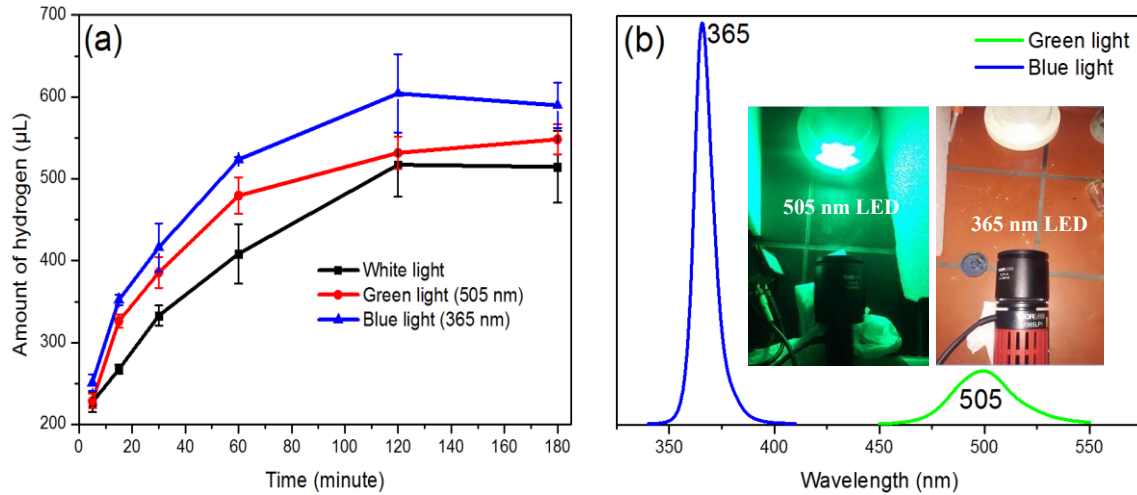 (a)
700
600
500
400
300
200
Amount of hydrogen (µL)
White light
Green light (505 nm)
Blue light (365 nm)
0 20 40 60 80 100 120 140 160 180
Time (minute)
(b)
365
Green light
Blue light
505 nm LED
365 nm LED
505
350 400 450 500 550
Wavelength (nm)